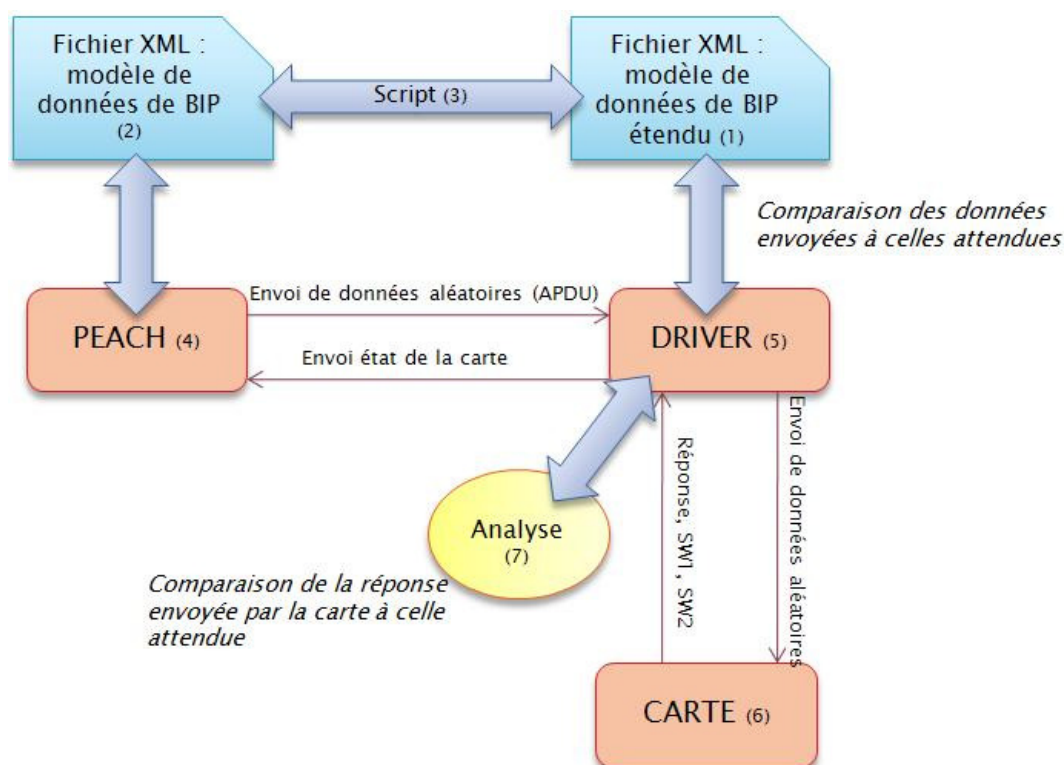 Fichier XML :
modèle de
données de BIP
(2)
Script (3)
Fichier XML :
modèle de
données de BIP
étendu (1)
Comparaison des données
envoyées à celles attendues
PEACH (4)
Envoi de données aléatoires (APDU)
Envoi état de la carte
DRIVER (5)
Analyse
(7)
Réponse, SW1 , SW2
Envoi de données aléatoires
Comparaison de la réponse
envoyée par la carte à celle
attendue
CARTE (6)